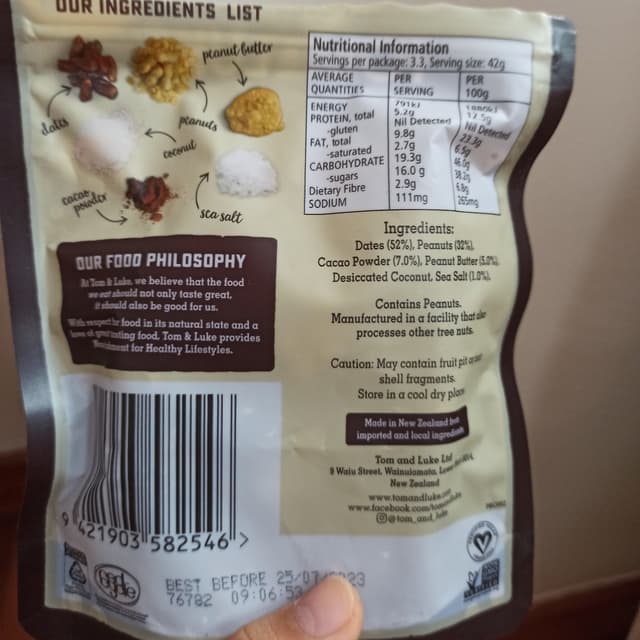 OUR INGREDIENTS LIST
peanut butter
dates
peanuts
coconut
cacao powder
sea salt
Nutritional Information
Servings per package: 3.3, Serving size: 42g
AVERAGE QUANTITIES PER SERVING PER 100g
ENERGY 791kJ
PROTEIN, total 5.2g 12.5g
-gluten Nil Detected Nil Detected
FAT, total 9.8g 23.3g
-saturated 2.7g 6.5g
CARBOHYDRATE 19.3g 46.0g
-sugars 16.0 g 38.2g
Dietary Fibre 2.9g 6.8g
SODIUM 111mg 265mg
OUR FOOD PHILOSOPHY
At Tom & Luke, we believe that the food
we eat should not only taste great,
it should also be good for us.
With respect for food in its natural state and a
love of great tasting food, Tom & Luke provides
Nourishment for Healthy Lifestyles.
Ingredients:
Dates (52%), Peanuts (32%),
Cacao Powder (7.0%), Peanut Butter (5.0%),
Desiccated Coconut, Sea Salt (1.0%).
Contains Peanuts.
Manufactured in a facility that also
processes other tree nuts.
Caution: May contain fruit pit or
shell fragments.
Store in a cool dry place
Made in New Zealand from
imported and local ingredients
Tom and Luke Ltd
9 Waiu Street, Wainuiomata, Lower
New Zealand
www.tomandluke.com
www.facebook.com/tomandluke
@tom_and_luke
9 421903 582546 >
BEST BEFORE 25/07/2023
76782 09:06:53